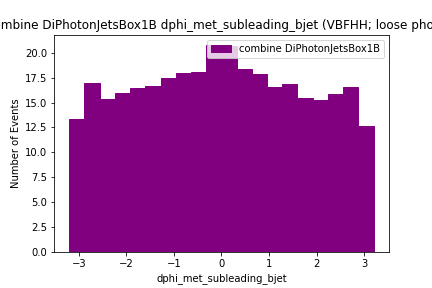 ombine DiPhotonJetsBox1B dphi_met_subleading_bjet (VBFHH; loose pho
combine DiPhotonJetsBox1B
Number of Events
20.0
17.5
15.0
12.5
10.0
7.5
5.0
2.5
0.0
−3 −2 −1 0 1 2 3
dphi_met_subleading_bjet